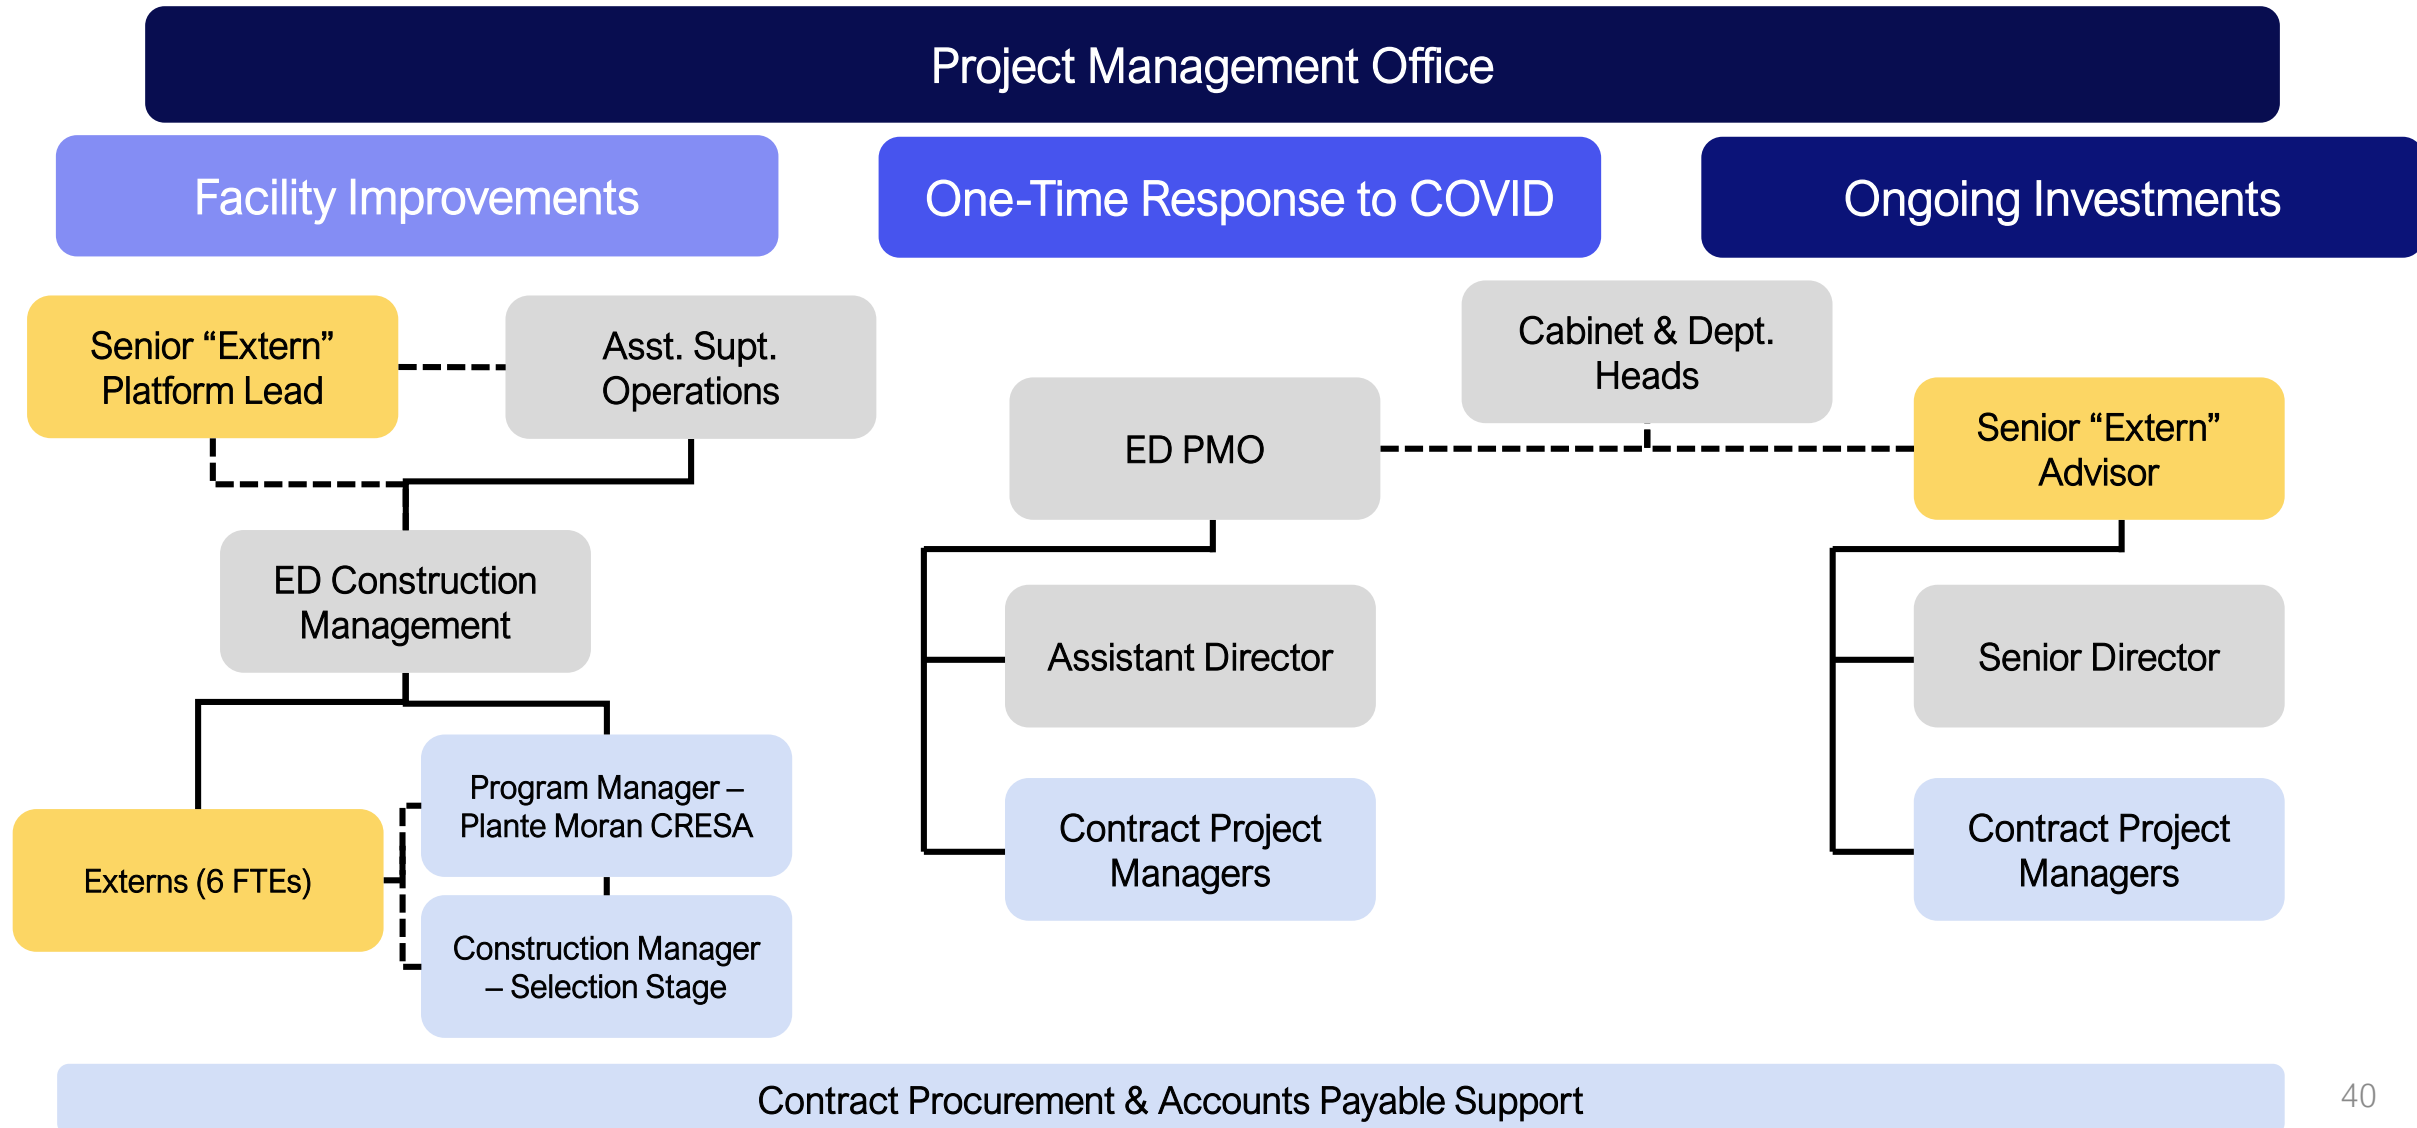 Project Management Office
Facility Improvements
One-Time Response to COVID
Ongoing Investments
Senior “Extern”
Platform Lead
Asst. Supt.
Operations
ED Construction
Management
Externs (6 FTEs)
Program Manager –
Plante Moran CRESA
Construction Manager
– Selection Stage
Cabinet & Dept.
Heads
ED PMO
Assistant Director
Contract Project
Managers
Senior “Extern”
Advisor
Senior Director
Contract Project
Managers
Contract Procurement & Accounts Payable Support
40